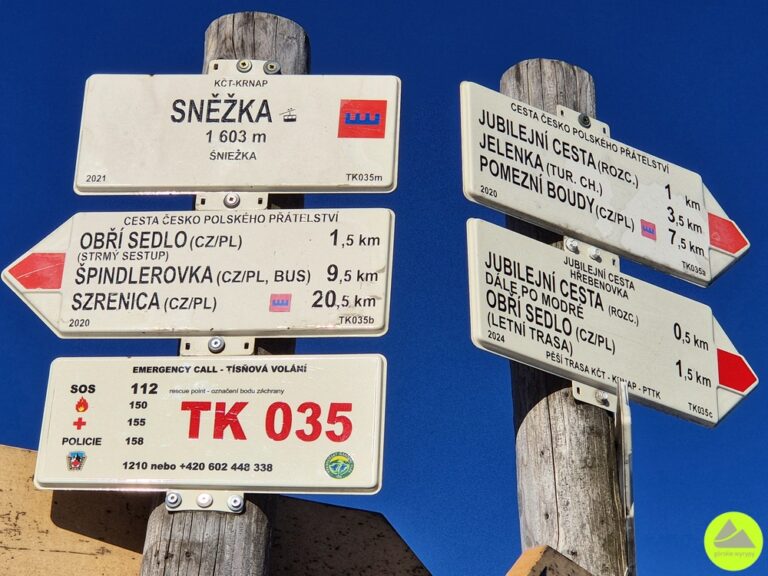 KČT-KRNAP
SNĚŽKA
1 603 m
ŚNIEŻKA
2021
TK035m
CESTA ČESKO POLSKÉHO PŘÁTELSTVÍ
OBŘÍ SEDLO (CZ/PL) 1,5 km
(STRMÝ SESTUP)
ŠPINDLEROVKA (CZ/PL, BUS) 9,5 km
SZRENICA (CZ/PL) 20,5 km
2020
TK035b
EMERGENCY CALL - TÍSŇOVÁ VOLÁNÍ
SOS 112 rescue point - označení bodu záchrany
150
155
POLICIE 158
TK 035
1210 nebo +420 602 448 338
CESTA ČESKO POLSKÉHO PŘÁTELSTVÍ
JUBILEJNÍ CESTA (ROZC.) 1 km
JELENKA (TUR. CH.) 3,5 km
POMEZNÍ BOUDY (CZ/PL) 7,5 km
2020
TK035a
JUBILEJNÍ CESTA
HŘEBENOVKA
JUBILEJNÍ CESTA (ROZC.) 0,5 km
DÁLE PO MODRÉ
OBŘÍ SEDLO (CZ/PL) 1,5 km
(LETNÍ TRASA)
2024
PĚŠÍ TRASA KČT - KRNAP - PTTK
TK035c
górskie wyrypy